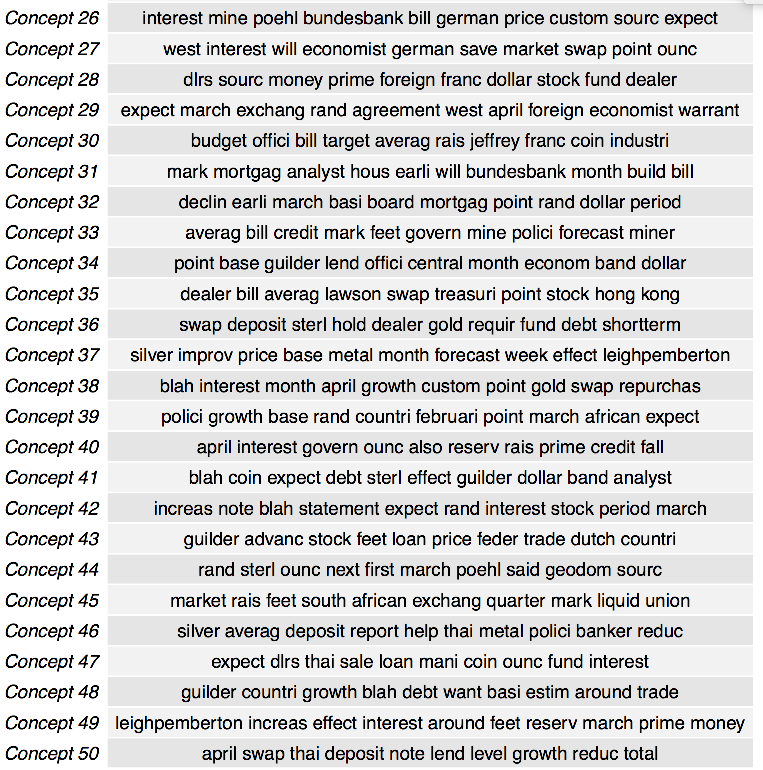 Concept 26 interest mine poehl bundesbank bill german price custom sourc expect
Concept 27 west interest will economist german save market swap point ounc
Concept 28 dlrs sourc money prime foreign franc dollar stock fund dealer
Concept 29 expect march exchang rand agreement west april foreign economist warrant
Concept 30 budget offici bill target averag rais jeffrey franc coin industri
Concept 31 mark mortgag analyst hous earli will bundesbank month build bill
Concept 32 declin earli march basi board mortgag point rand dollar period
Concept 33 averag bill credit mark feet govern mine polici forecast miner
Concept 34 point base guilder lend offici central month econom band dollar
Concept 35 dealer bill averag lawson swap treasuri point stock hong kong
Concept 36 swap deposit sterl hold dealer gold requir fund debt shortterm
Concept 37 silver improv price base metal month forecast week effect leighpemberton
Concept 38 blah interest month april growth custom point gold swap repurchas
Concept 39 polici growth base rand countri februari point march african expect
Concept 40 april interest govern ounc also reserv rais prime credit fall
Concept 41 blah coin expect debt sterl effect guilder dollar band analyst
Concept 42 increas note blah statement expect rand interest stock period march
Concept 43 guilder advanc stock feet loan price feder trade dutch countri
Concept 44 rand sterl ounc next first march poehl said geodom sourc
Concept 45 market rais feet south african exchang quarter mark liquid union
Concept 46 silver averag deposit report help thai metal polici banker reduc
Concept 47 expect dlrs thai sale loan mani coin ounc fund interest
Concept 48 guilder countri growth blah debt want basi estim around trade
Concept 49 leighpemberton increas effect interest around feet reserv march prime money
Concept 50 april swap thai deposit note lend level growth reduc total